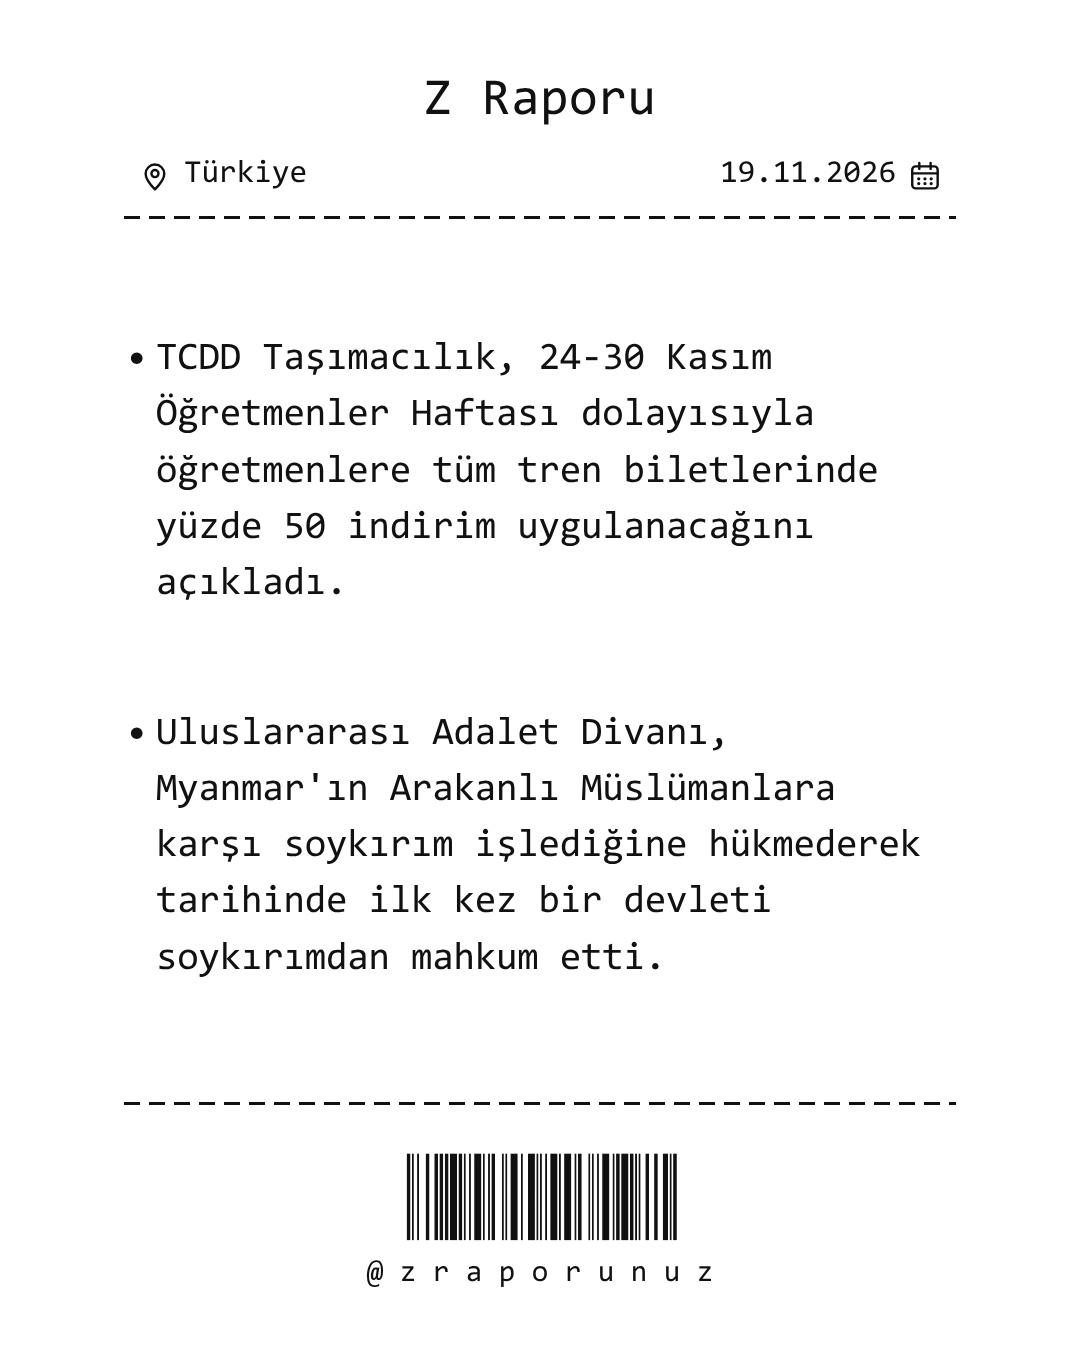 Z Raporu
Türkiye
19.11.2026
• TCDD Taşımacılık, 24-30 Kasım
Öğretmenler Haftası dolayısıyla
öğretmenlere tüm tren biletlerinde
yüzde 50 indirim uygulanacağını
açıkladı.
• Uluslararası Adalet Divanı,
Myanmar'ın Arakanlı Müslümanlara
karşı soykırım işlediğine hükmederek
tarihinde ilk kez bir devleti
soykırımdan mahkum etti.
@zraporunuz